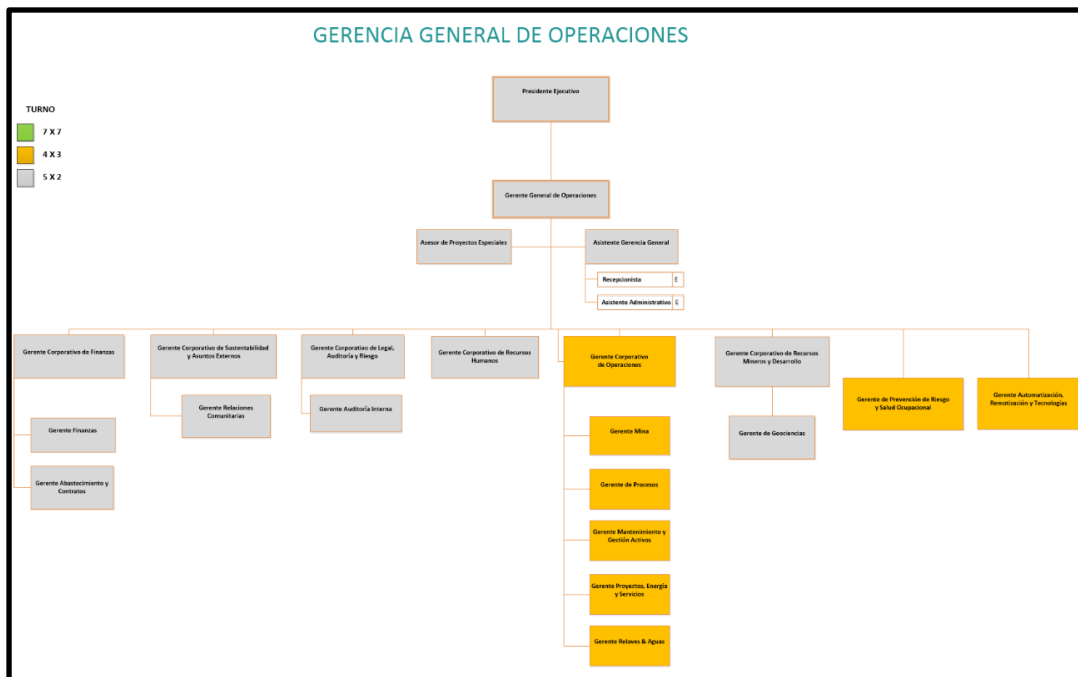 GERENCIA GENERAL DE OPERACIONES
Presidente Ejecutivo
TURNO
7 X 7
4 X 3
5 X 2
Gerente General de Operaciones
Asesor de Proyectos Especiales
Asistente Gerencia General
Recepcionista E
Asistente Administrativo E
Gerente Corporativo de Finanzas
Gerente Corporativo de Sustentabilidad
y Asuntos Externos
Gerente Corporativo de Legal,
Auditoría y Riesgo
Gerente Corporativo de Recursos
Humanos
Gerente Corporativo
de Operaciones
Gerente Corporativo de Recursos
Mineros y Desarrollo
Gerente de Prevención de Riesgo
y Salud Ocupacional
Gerente Automatización,
Remotización y Tecnologías
Gerente Relaciones
Comunitarias
Gerente Auditoría Interna
Gerente Finanzas
Gerente Mina
Gerente de Geociencias
Gerente Abastecimiento y
Contratos
Gerente de Procesos
Gerente Mantenimiento y
Gestión Activos
Gerente Proyectos, Energía
y Servicios
Gerente Relaves & Aguas